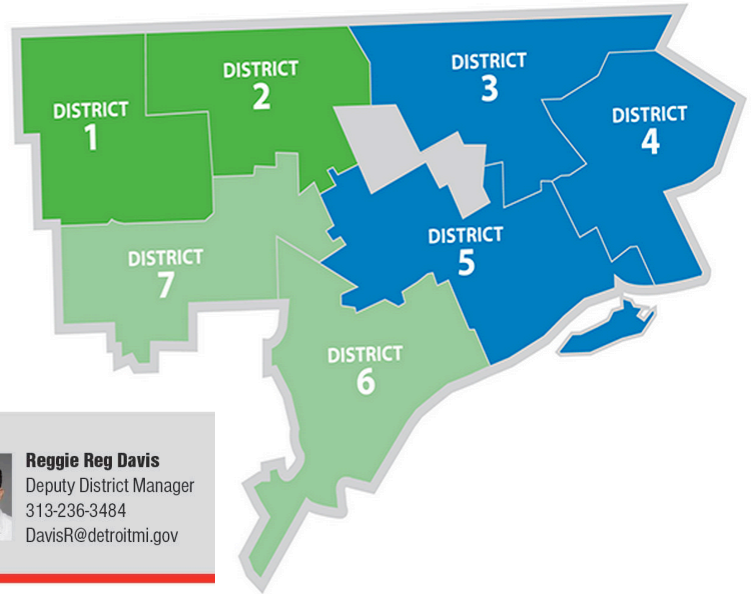 DISTRICT
1
DISTRICT
2
DISTRICT
3
DISTRICT
4
DISTRICT
7
DISTRICT
5
DISTRICT
6
Reggie Reg Davis
Deputy District Manager
313-236-3484
DavisR@detroitmi.gov